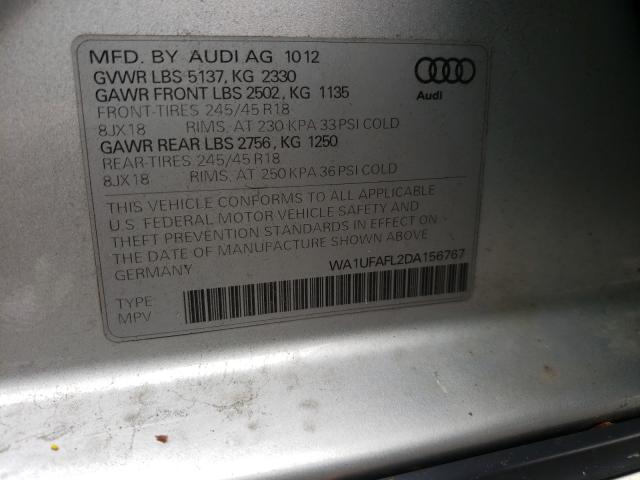 MFD. BY AUDI AG 10 12
GVWR LBS 5137, KG 2330
GAWR FRONT LBS 2502, KG 1135
FRONT-TIRES 245/45 R18
8JX18 RIMS, AT 230 KPA 33 PSI COLD
GAWR REAR LBS 2756, KG 1250
REAR-TIRES 245/45 R18
8JX18 RIMS, AT 250 KPA 36 PSI COLD
Audi
THIS VEHICLE CONFORMS TO ALL APPLICABLE
U.S. FEDERAL MOTOR VEHICLE SAFETY AND
THEFT PREVENTION STANDARDS IN EFFECT ON
THE DATE OF MANUFACTURE SHOWN ABOVE
GERMANY
WA1UFAFL2DA156767
TYPE
MPV